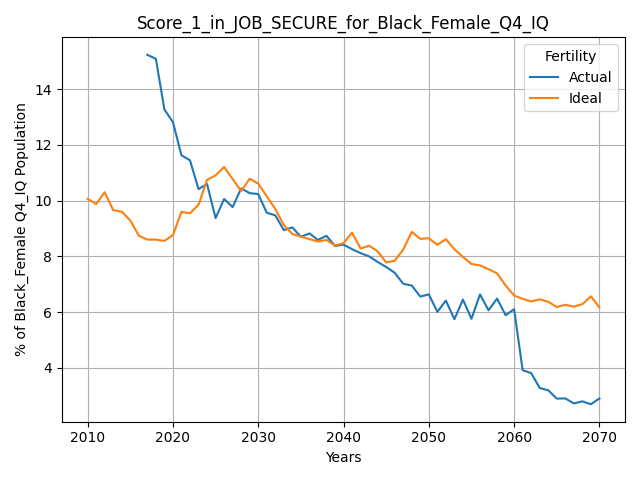 Score_1_in_JOB_SECURE_for_Black_Female_Q4_IQ
Fertility
Actual
Ideal
% of Black_Female Q4_IQ Population
14
12
10
8
6
4
2010 2020 2030 2040 2050 2060 2070
Years